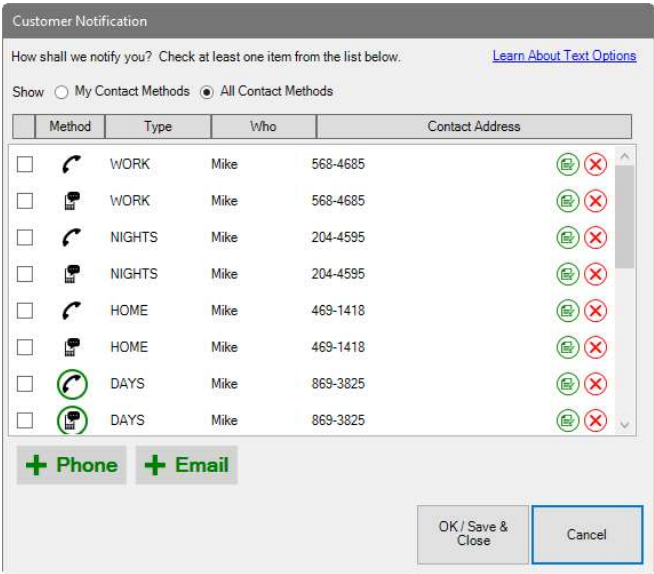 Customer Notification
How shall we notify you? Check at least one item from the list below. Learn About Text Options
Show My Contact Methods All Contact Methods
Method Type Who Contact Address
WORK Mike 568-4685
WORK Mike 568-4685
NIGHTS Mike 204-4595
NIGHTS Mike 204-4595
HOME Mike 469-1418
HOME Mike 469-1418
DAYS Mike 869-3825
DAYS Mike 869-3825
+ Phone + Email
OK / Save &
Close
Cancel